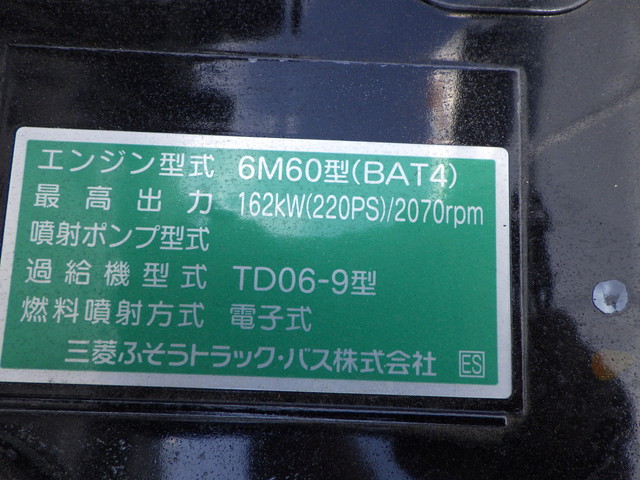 エンジン型式 6M60型(BAT4)
最高出力 162kW(220PS)/2070rpm
噴射ポンプ型式
過給機型式 TD06-9型
燃料噴射方式 電子式
三菱ふそうトラック・バス株式会社 ES